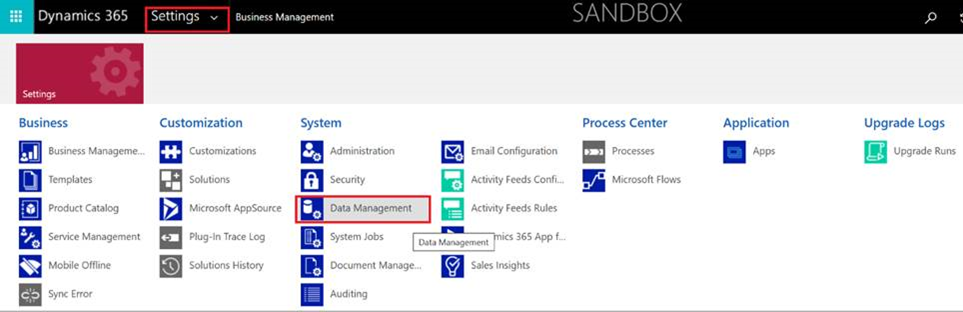 Dynamics 365 Settings Business Management SANDBOX
Settings
Business Customization System Process Center Application Upgrade Logs
Business Manageme... Customizations Administration Email Configuration Processes Apps Upgrade Runs
Templates Solutions Security Activity Feeds Confi... Microsoft Flows
Product Catalog Microsoft AppSource Data Management Activity Feeds Rules
Service Management Plug-In Trace Log System Jobs Data Management namics 365 App f...
Mobile Offline Solutions History Document Manage... Sales Insights
Sync Error Auditing